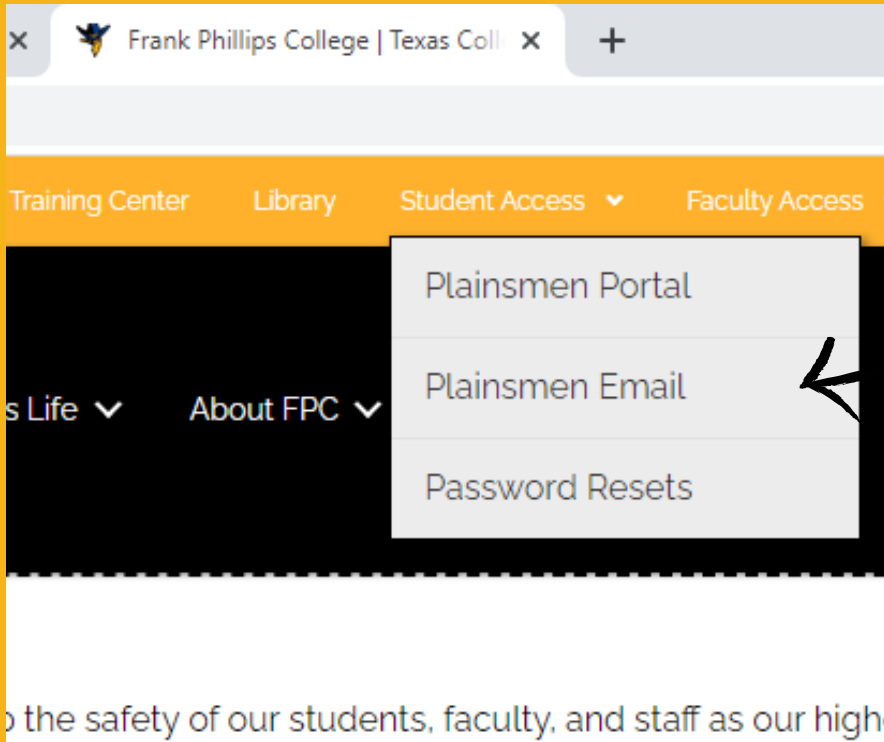 Frank Phillips College | Texas Coll
Training Center Library Student Access Faculty Access
Plainsmen Portal
Plainsmen Email
s Life About FPC
Password Resets
the safety of our students, faculty, and staff as our high